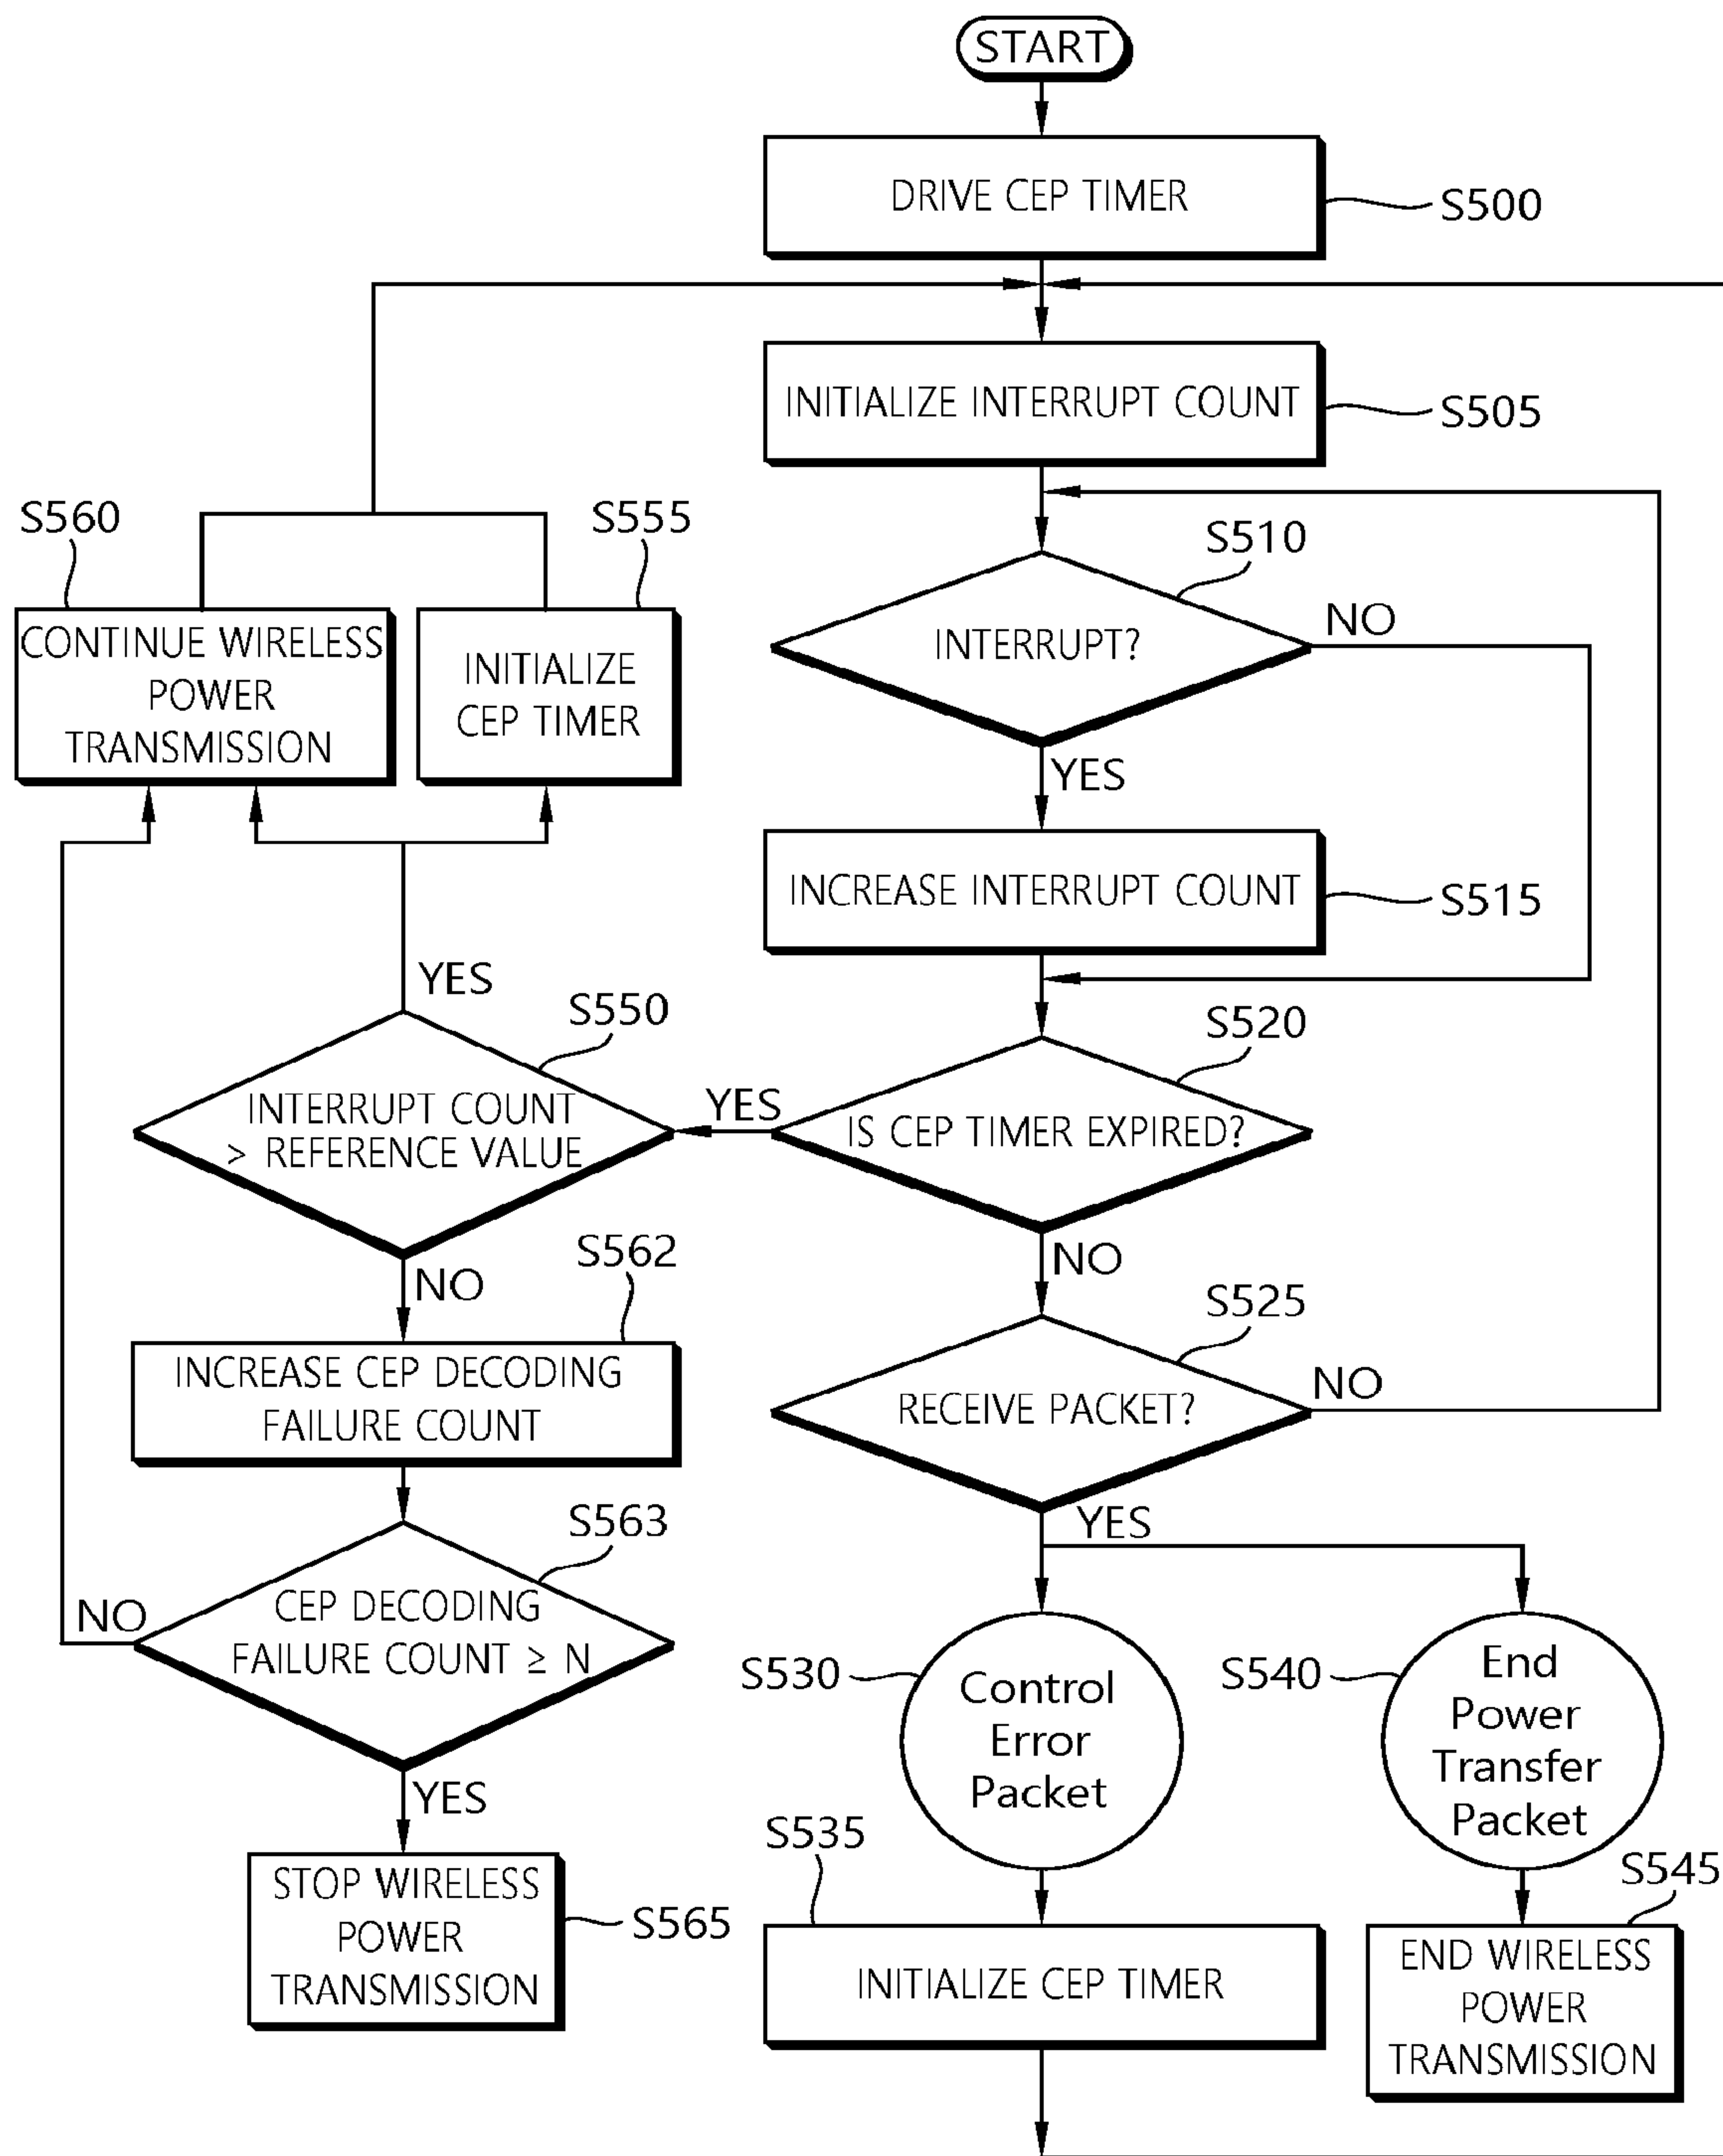 START
DRIVE CEP TIMER
S500
INITIALIZE INTERRUPT COUNT
S505
S560
S555
S510
CONTINUE WIRELESS
POWER
TRANSMISSION
INITIALIZE
CEP TIMER
INTERRUPT?
NO
YES
INCREASE INTERRUPT COUNT
S515
YES
S550
S520
INTERRUPT COUNT
> REFERENCE VALUE
YES
IS CEP TIMER EXPIRED?
NO
S562
NO
S525
INCREASE CEP DECODING
FAILURE COUNT
RECEIVE PACKET?
NO
S563
YES
NO
CEP DECODING
FAILURE COUNT ≥ N
S530
Control
Error
Packet
S540
End
Power
Transfer
Packet
YES
S535
S545
STOP WIRELESS
POWER
TRANSMISSION
S565
INITIALIZE CEP TIMER
END WIRELESS
POWER
TRANSMISSION